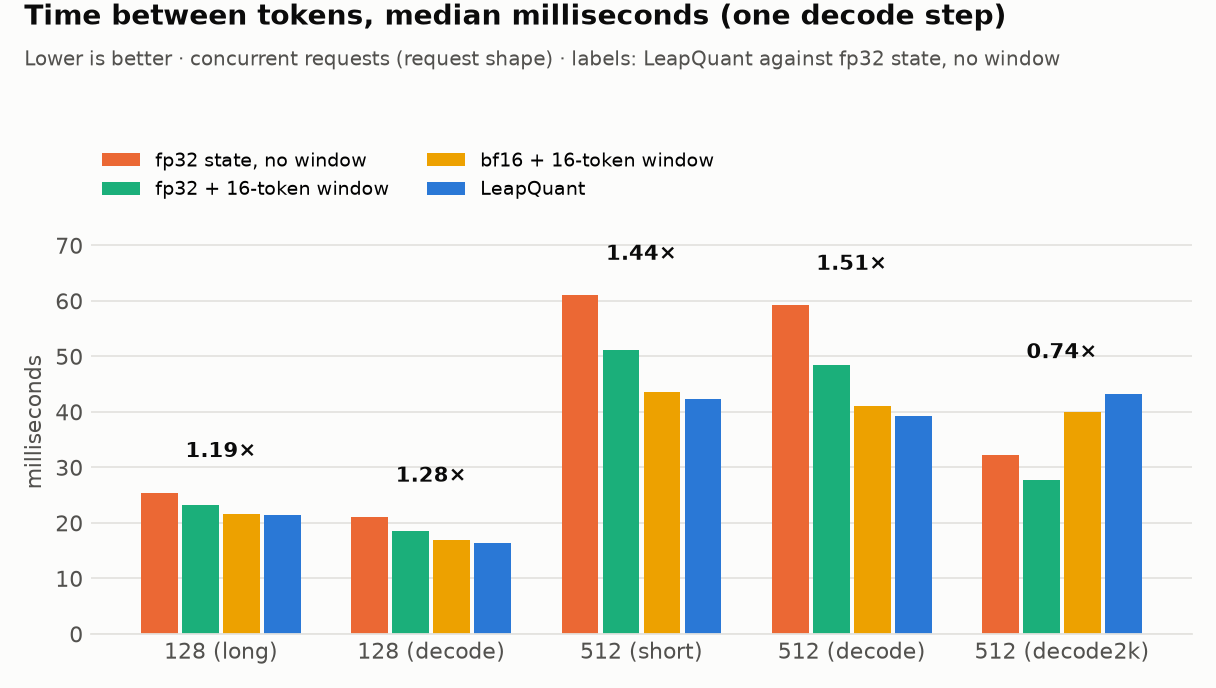 Time between tokens, median milliseconds (one decode step)
Lower is better · concurrent requests (request shape) · labels: LeapQuant against fp32 state, no window
fp32 state, no window
bf16 + 16-token window
fp32 + 16-token window
LeapQuant
milliseconds
70
60
50
40
30
20
10
0
1.19×
1.28×
1.44×
1.51×
0.74×
128 (long)
128 (decode)
512 (short)
512 (decode)
512 (decode2k)